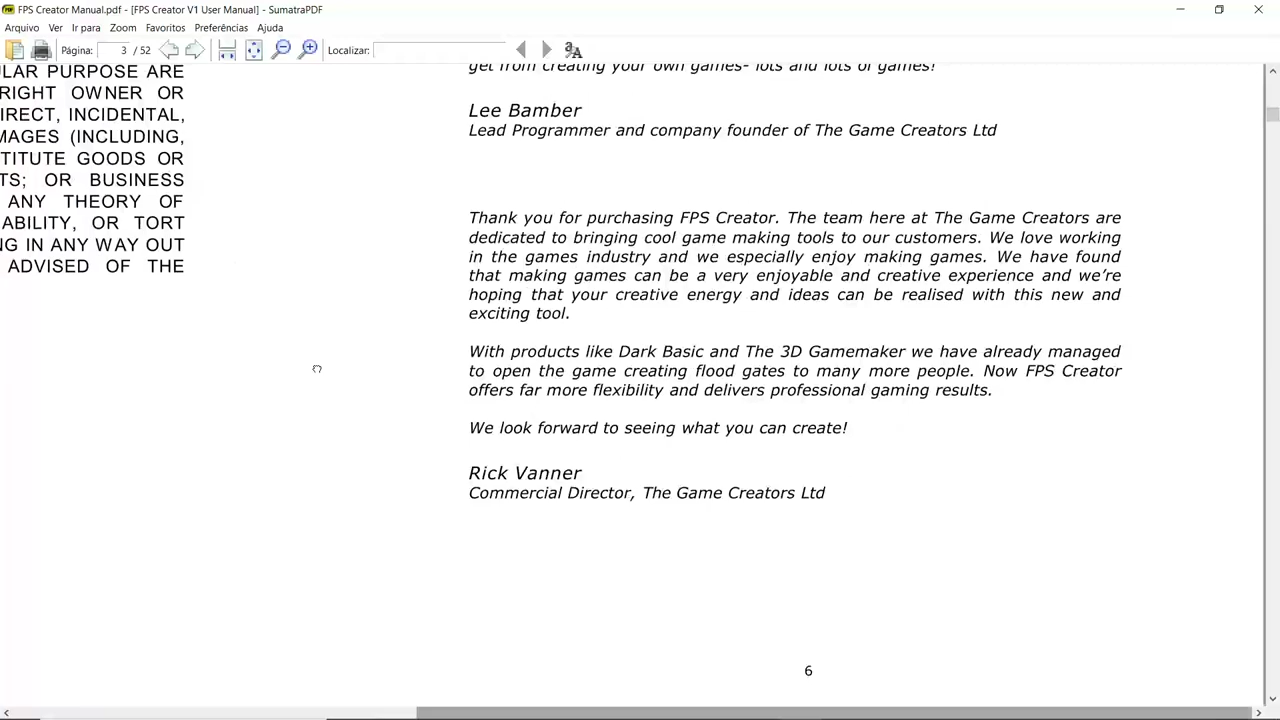 FPS Creator Manual.pdf - [FPS Creator V1 User Manual] - SumatraPDF
Arquivo Ver Ir para Zoom Favoritos Preferências Ajuda
Página: 3 / 52 Localizar:
ULAR PURPOSE ARE
RIGHT OWNER OR
IRECT, INCIDENTAL,
MAGES (INCLUDING,
TITUTE GOODS OR
TS; OR BUSINESS
ANY THEORY OF
ABILITY, OR TORT
NG IN ANY WAY OUT
ADVISED OF THE
get from creating your own games- lots and lots of games!
Lee Bamber
Lead Programmer and company founder of The Game Creators Ltd
Thank you for purchasing FPS Creator. The team here at The Game Creators are
dedicated to bringing cool game making tools to our customers. We love working
in the games industry and we especially enjoy making games. We have found
that making games can be a very enjoyable and creative experience and we’re
hoping that your creative energy and ideas can be realised with this new and
exciting tool.
With products like Dark Basic and The 3D Gamemaker we have already managed
to open the game creating flood gates to many more people. Now FPS Creator
offers far more flexibility and delivers professional gaming results.
We look forward to seeing what you can create!
Rick Vanner
Commercial Director, The Game Creators Ltd
6